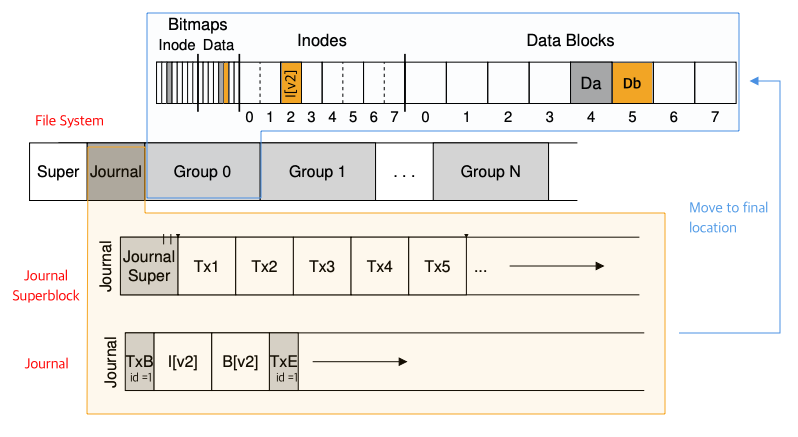 Bitmaps
Inode Data
Inodes
Data Blocks
I[v2]
Da
Db
0 1 2 3 4 5 6 7
0 1 2 3 4 5 6 7
File System
Super
Journal
Group 0
Group 1
. . .
Group N
Move to final
location
Journal
Superblock
Journal
Journal
Super
Tx1
Tx2
Tx3
Tx4
Tx5
...
Journal
Journal
TxB
id =1
I[v2]
B[v2]
TxE
id =1